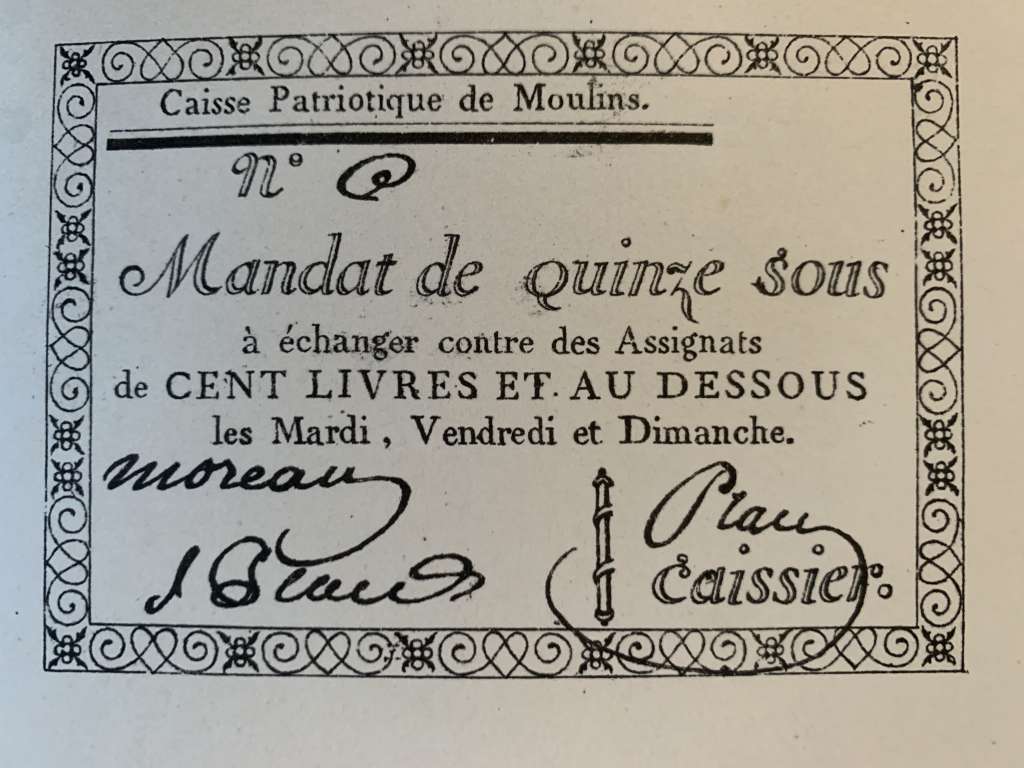 Caisse Patriotique de Moulins.
N°
Mandat de quinze sous
à échanger contre des Assignats
de CENT LIVRES ET. AU DESSOUS
les Mardi, Vendredi et Dimanche.
moreau
Caissier.